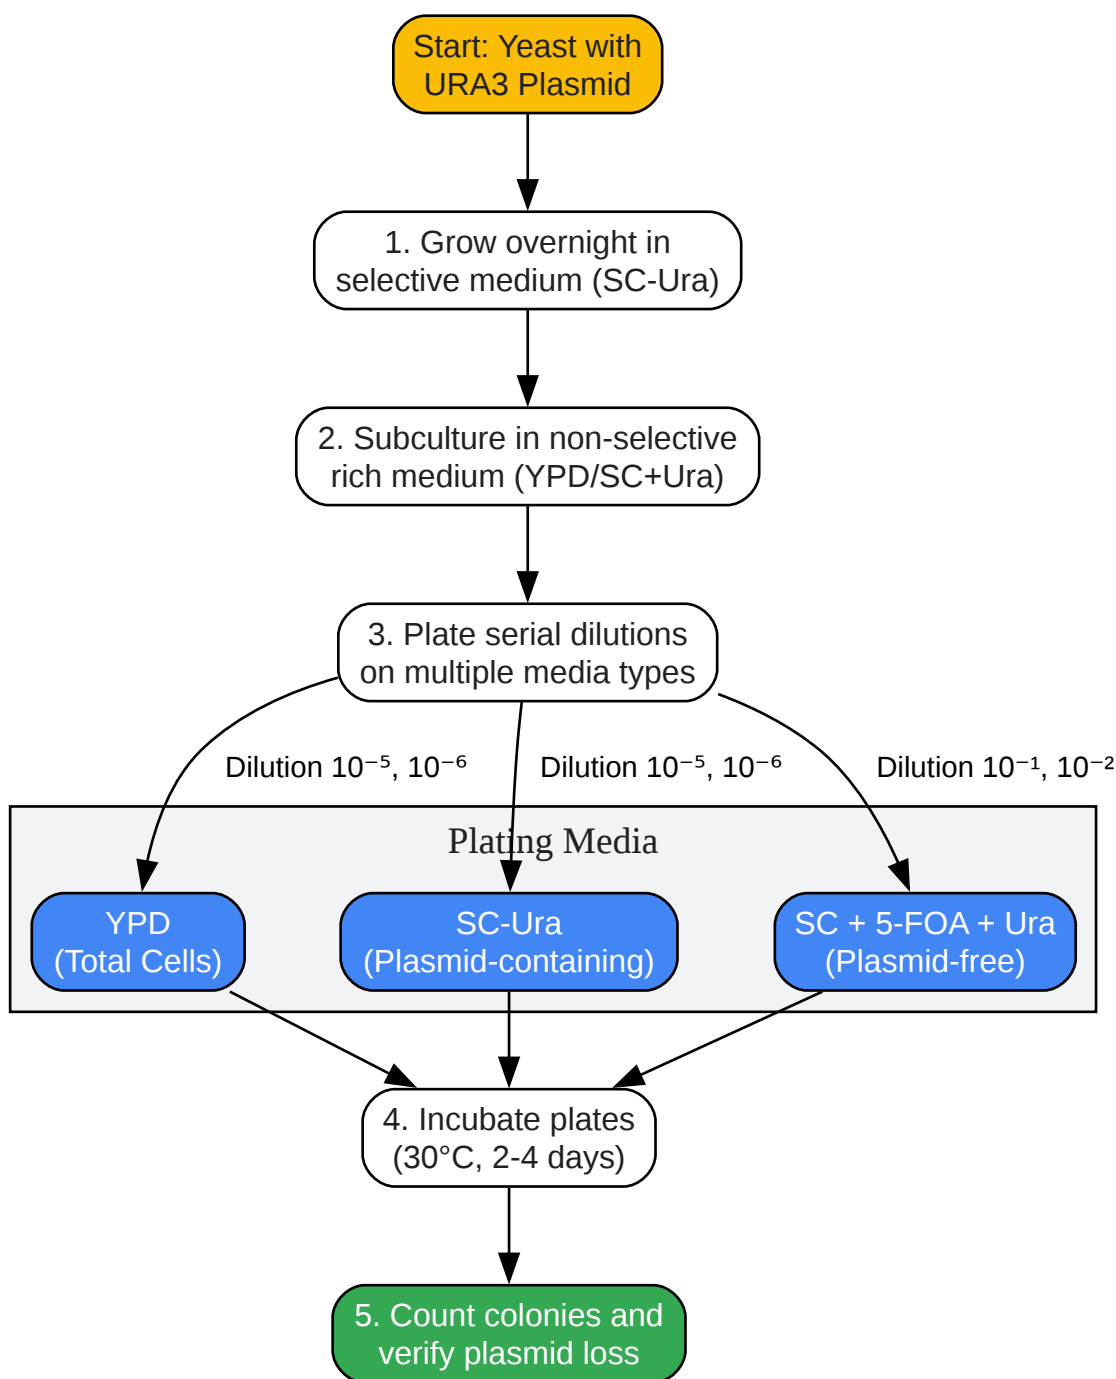 Start: Yeast with
URA3 Plasmid
1. Grow overnight in
selective medium (SC-Ura)
2. Subculture in non-selective
rich medium (YPD/SC+Ura)
3. Plate serial dilutions
on multiple media types
Dilution 10⁻⁵, 10⁻⁶
Dilution 10⁻⁵, 10⁻⁶
Dilution 10⁻¹, 10⁻²
Plating Media
YPD
(Total Cells)
SC-Ura
(Plasmid-containing)
SC + 5-FOA + Ura
(Plasmid-free)
4. Incubate plates
(30°C, 2-4 days)
5. Count colonies and
verify plasmid loss